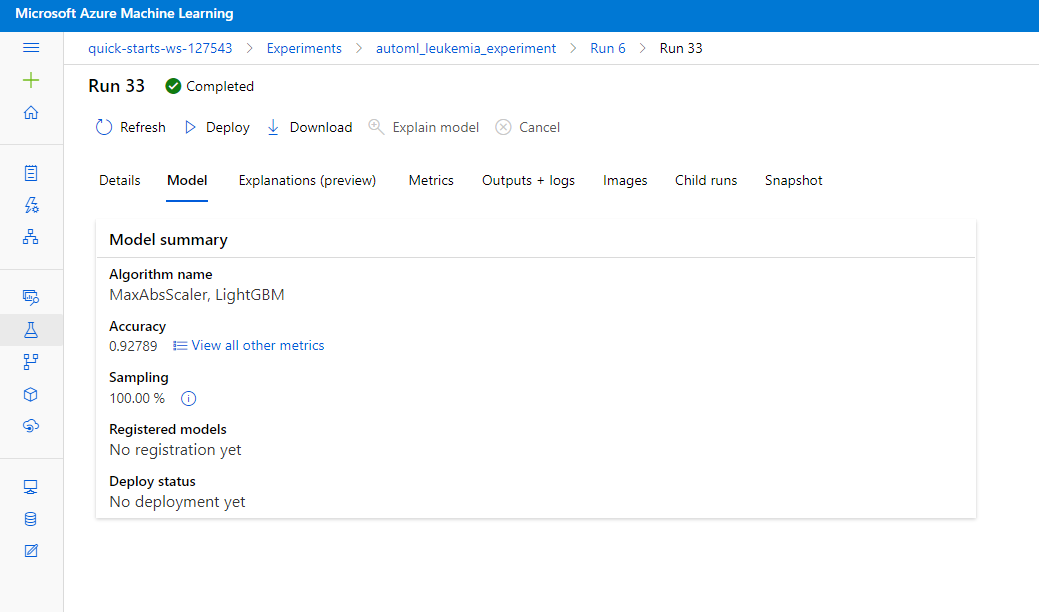 Microsoft Azure Machine Learning
quick-starts-ws-127543 > Experiments > automl_leukemia_experiment > Run 6 > Run 33
Run 33 Completed
Refresh Deploy Download Explain model Cancel
Details Model Explanations (preview) Metrics Outputs + logs Images Child runs Snapshot
Model summary
Algorithm name
MaxAbsScaler, LightGBM
Accuracy
0.92789 View all other metrics
Sampling
100.00 %
Registered models
No registration yet
Deploy status
No deployment yet